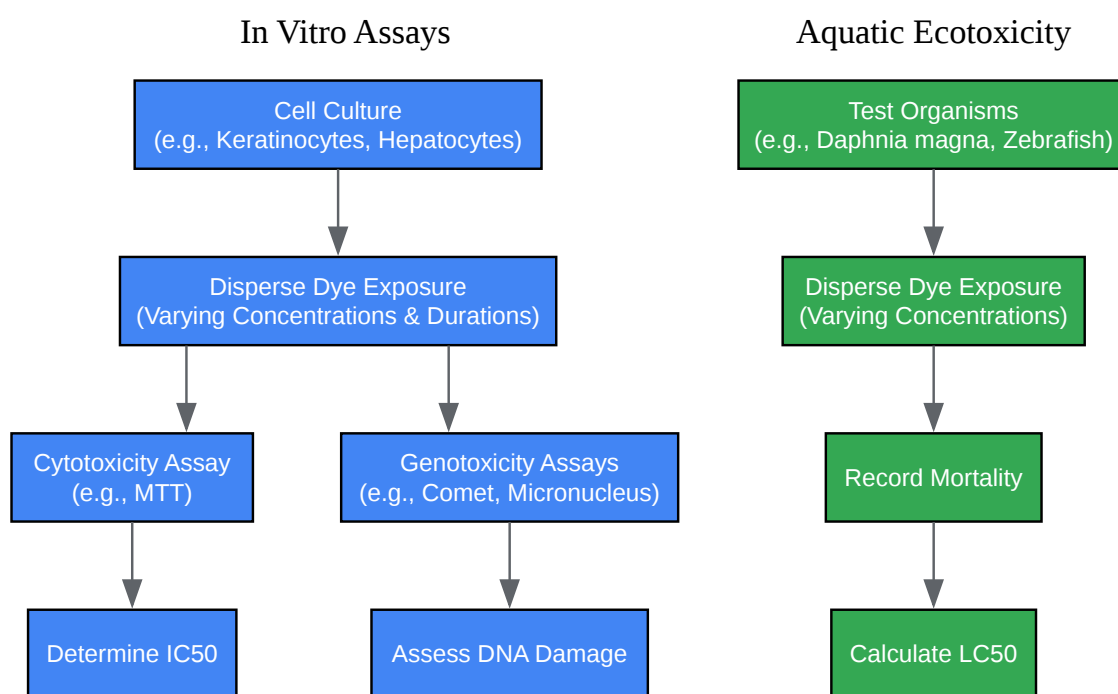 In Vitro Assays
Cell Culture
(e.g., Keratinocytes, Hepatocytes)
Disperse Dye Exposure
(Varying Concentrations & Durations)
Cytotoxicity Assay
(e.g., MTT)
Genotoxicity Assays
(e.g., Comet, Micronucleus)
Determine IC50
Assess DNA Damage
Aquatic Ecotoxicity
Test Organisms
(e.g., Daphnia magna, Zebrafish)
Disperse Dye Exposure
(Varying Concentrations)
Record Mortality
Calculate LC50